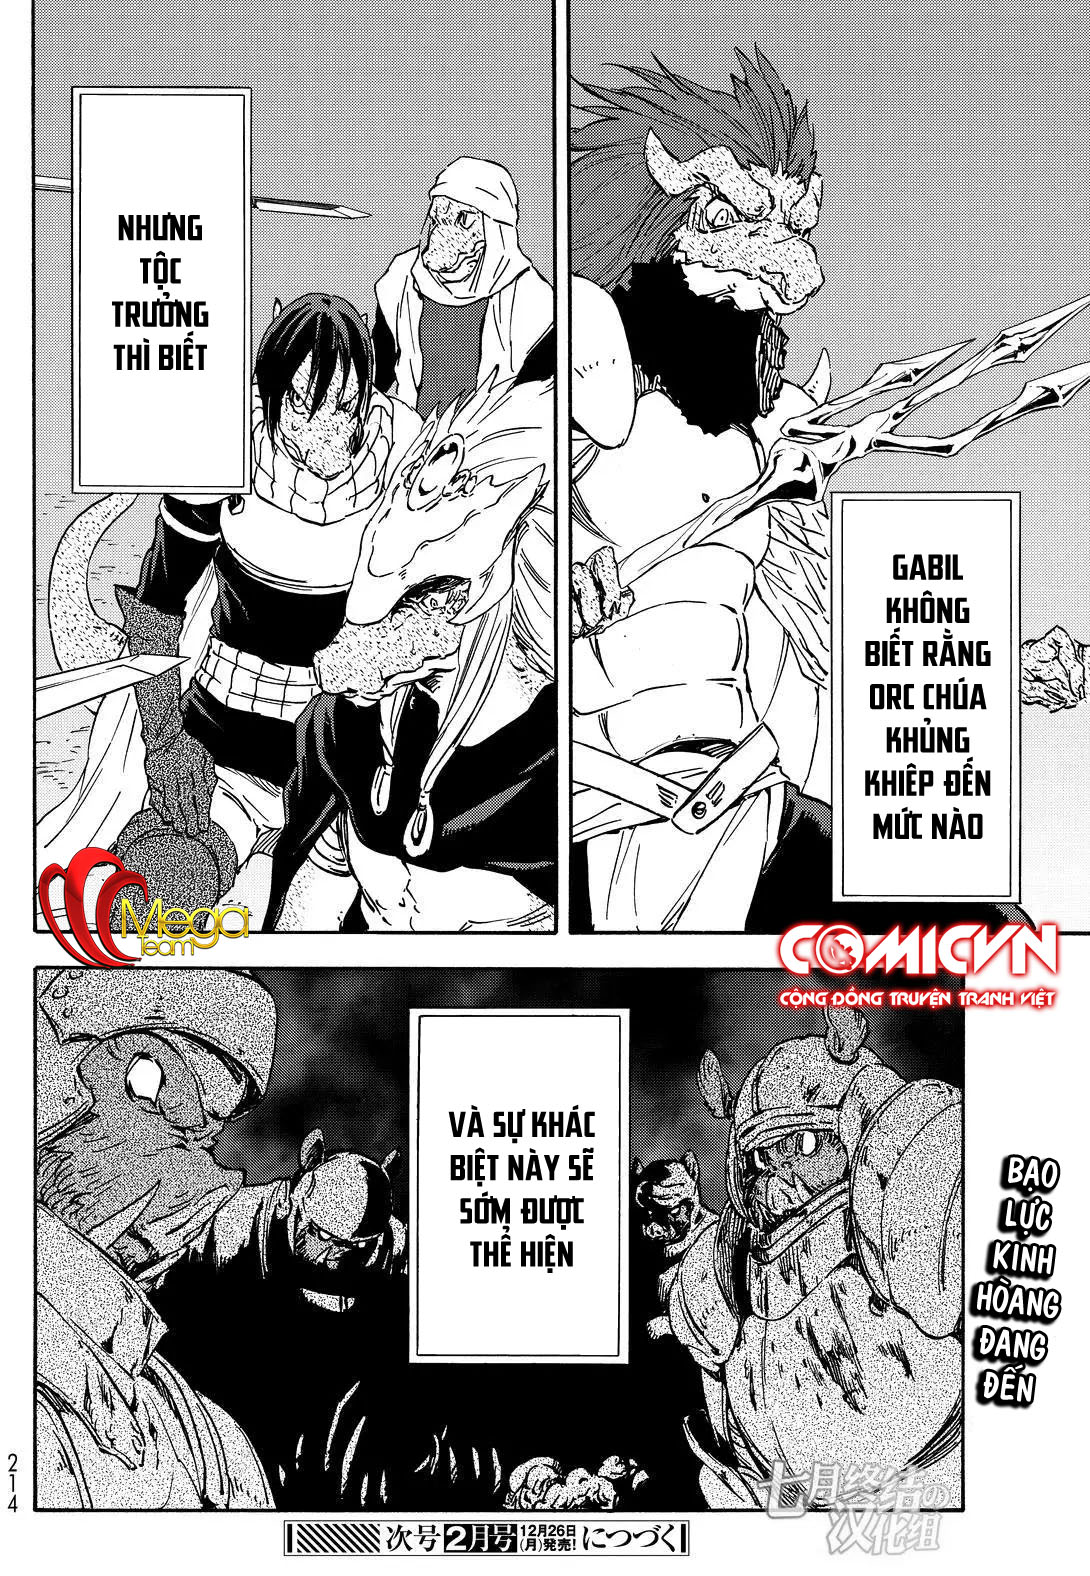 GABIL
KHÔNG
BIẾT RẰNG
ORC CHÚA
KHỦNG
KHIẾP ĐẾN
MỨC NÀO
NHƯNG
TỘC
TRƯỞNG
THÌ BIẾT
Mega
Team
COMICVN
CỘNG ĐỒNG TRUYỆN TRANH VIỆT
VÀ SỰ KHÁC
BIỆT NÀY SẼ
SỚM ĐƯỢC
THỂ HIỆN
BẠO
LỰC
KINH
HOÀNG
ĐANG
ĐẾN
214
七月終结の
汉化组
次号2月号12月26日(月)発売!につづく